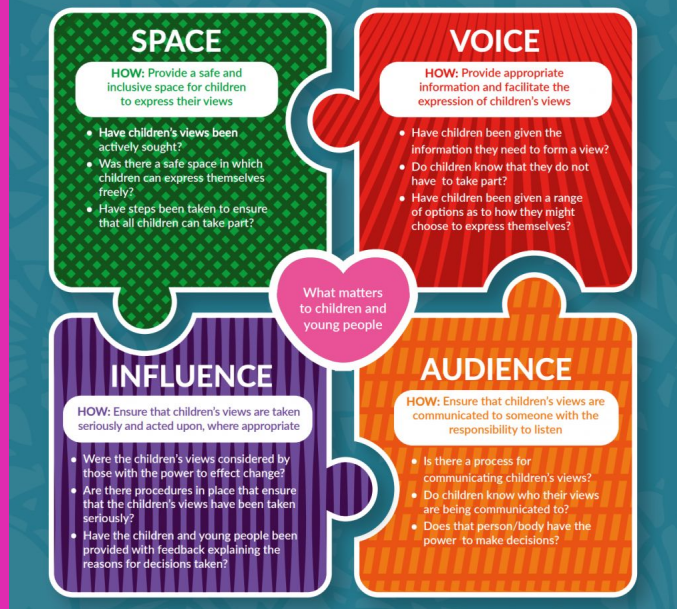 SPACE
HOW: Provide a safe and
inclusive space for children
to express their views
• Have children's views been
actively sought?
• Was there a safe space in which
children can express themselves
freely?
• Have steps been taken to ensure
that all children can take part?
VOICE
HOW: Provide appropriate
information and facilitate the
expression of children's views
• Have children been given the
information they need to form a view?
• Do children know that they do not
have to take part?
• Have children been given a range
of options as to how they might
choose to express themselves?
What matters
to children and
young people
INFLUENCE
HOW: Ensure that children's views are taken
seriously and acted upon, where appropriate
• Were the children's views considered by
those with the power to effect change?
• Are there procedures in place that ensure
that the children's views have been taken
seriously?
• Have the children and young people been
provided with feedback explaining the
reasons for decisions taken?
AUDIENCE
HOW: Ensure that children's views are
communicated to someone with the
responsibility to listen
• Is there a process for
communicating children's views?
• Do children know who their views
are being communicated to?
• Does that person/body have the
power to make decisions?